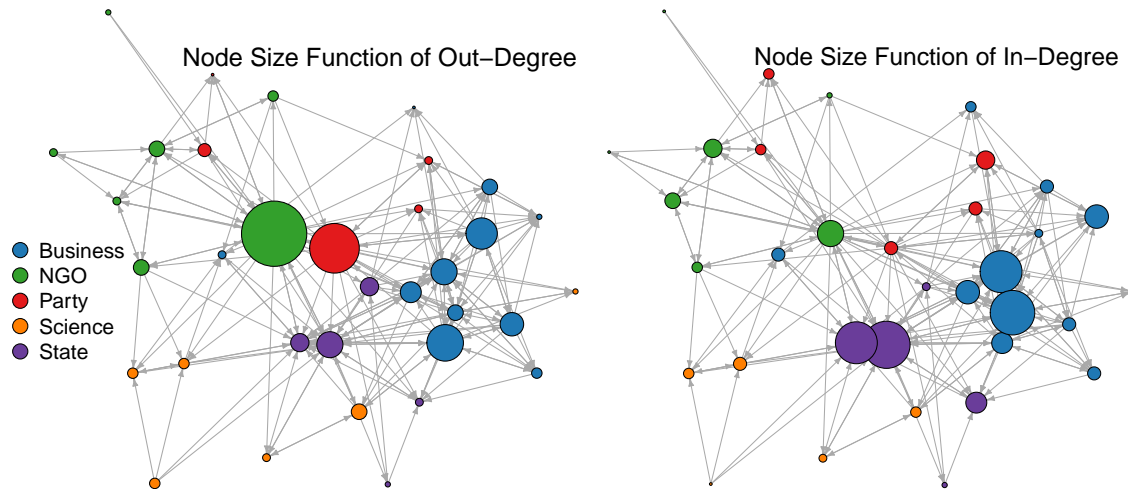 Node Size Function of Out−Degree
Node Size Function of In−Degree
Business
NGO
Party
Science
State